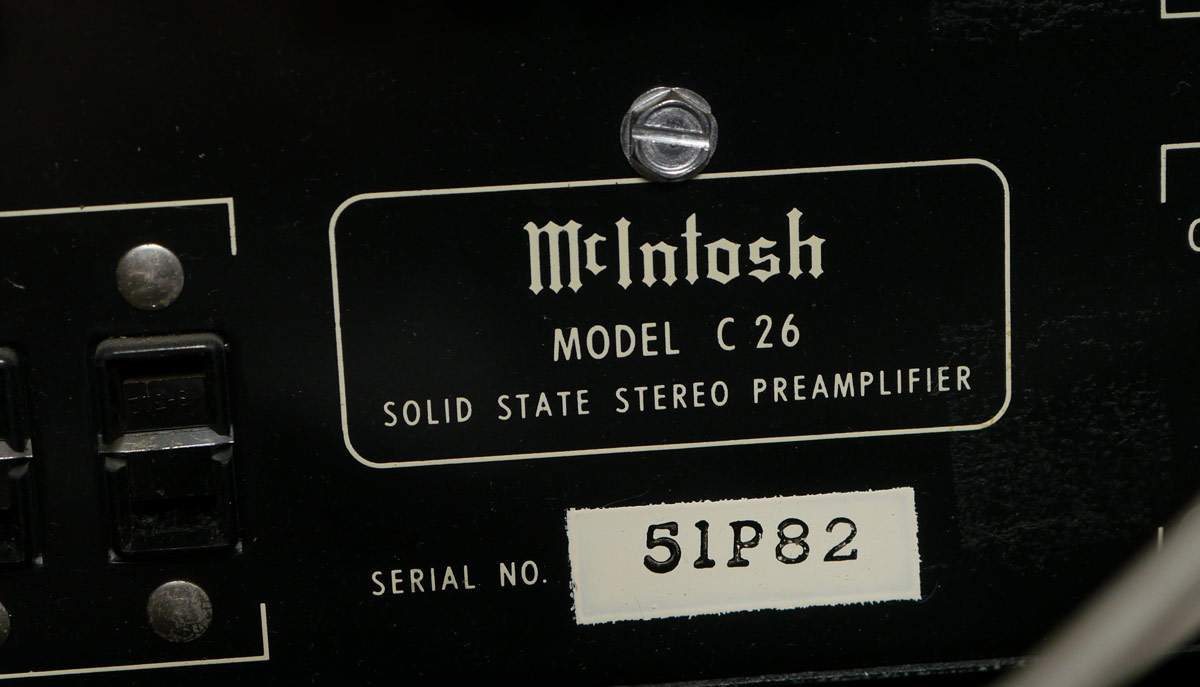 McIntosh
MODEL C 26
SOLID STATE STEREO PREAMPLIFIER
SERIAL NO. 51P82